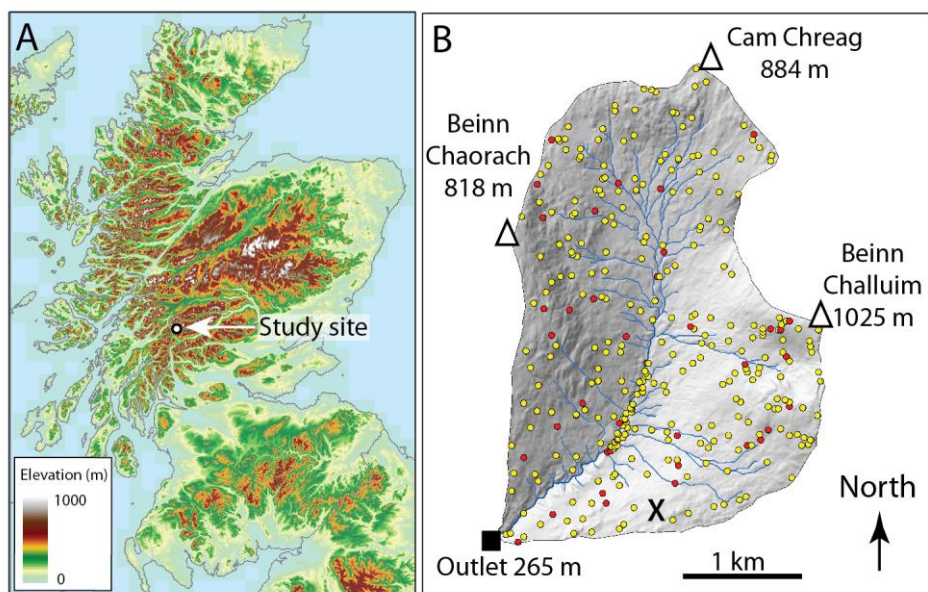 A
Study site
Elevation (m)
1000
0
B
Cam Chreag
884 m
Beinn
Chaorach
818 m
Beinn
Challuim
1025 m
X
North
Outlet 265 m
1 km